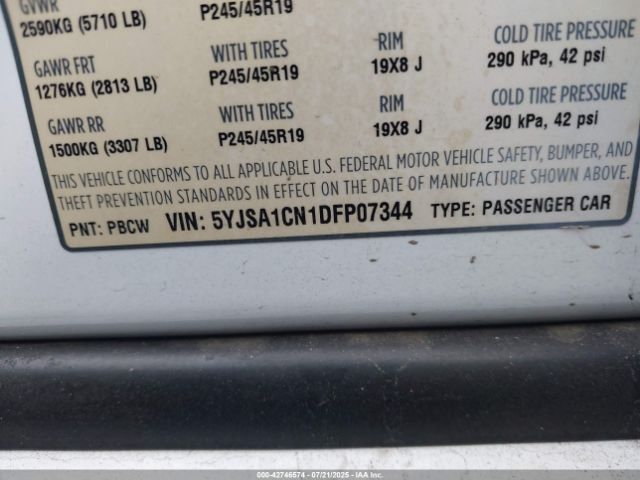 GVWR
2590KG (5710 LB) P245/45R19
GAWR FRT WITH TIRES RIM COLD TIRE PRESSURE
1276KG (2813 LB) P245/45R19 19X8 J 290 kPa, 42 psi
GAWR RR WITH TIRES RIM COLD TIRE PRESSURE
1500KG (3307 LB) P245/45R19 19X8 J 290 kPa, 42 psi
THIS VEHICLE CONFORMS TO ALL APPLICABLE U.S. FEDERAL MOTOR VEHICLE SAFETY, BUMPER, AND
THEFT PREVENTION STANDARDS IN EFFECT ON THE DATE OF MANUFACTURE SHOWN ABOVE.
PNT: PBCW VIN: 5YJSA1CN1DFP07344 TYPE: PASSENGER CAR
000-42746574 - 07/21/2025 - IAAI.COM